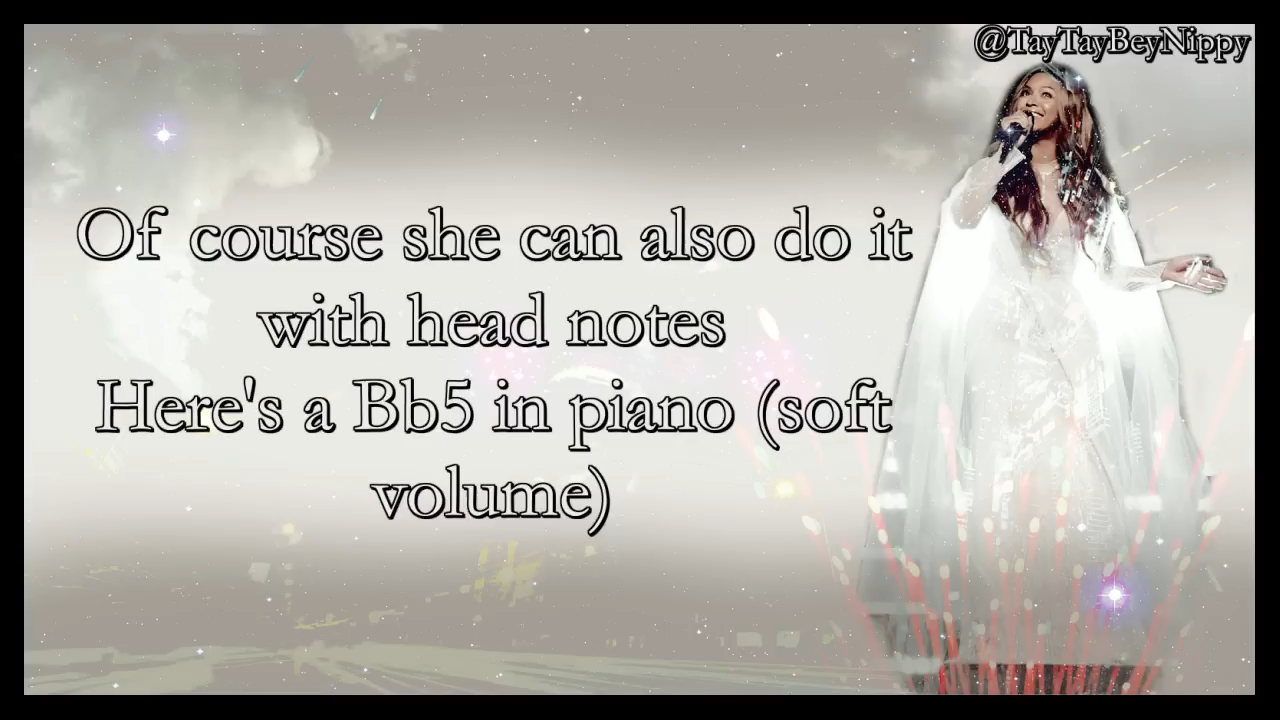 @TayTayBeyNippy
Of course she can also do it
with head notes
Here's a Bb5 in piano (soft
volume)